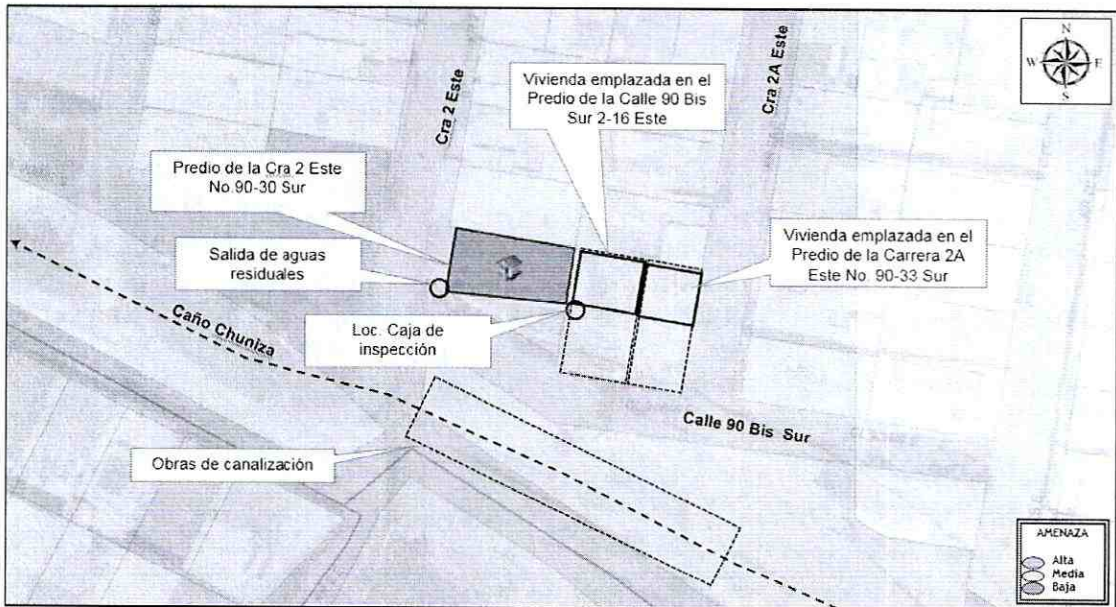 Cra 2 Este
Cra 2A Este
N
W E
S
Vivienda emplazada en el
Predio de la Calle 90 Bis
Sur 2-16 Este
Predio de la Cra 2 Este
No.90-30 Sur
Vivienda emplazada en el
Predio de la Carrera 2A
Este No. 90-33 Sur
Salida de aguas
residuales
Caño Chuniza
Loc. Caja de
inspección
Calle 90 Bis Sur
Obras de canalización
AMENAZA
Alta
Media
Baja